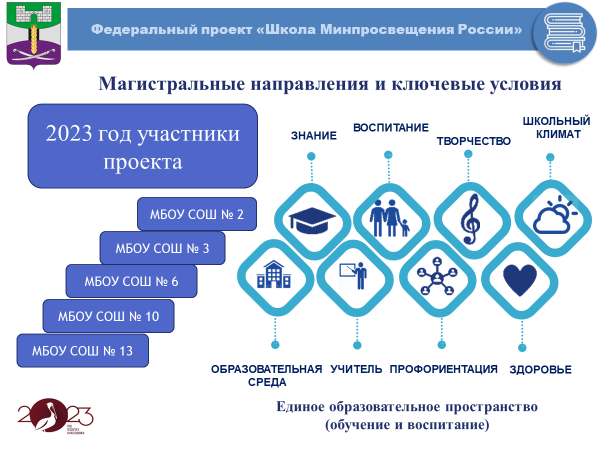 Федеральный проект «Школа Минпросвещения России»
Магистральные направления и ключевые условия
2023 год участники
проекта
МБОУ СОШ № 2
МБОУ СОШ № 3
МБОУ СОШ № 6
МБОУ СОШ № 10
МБОУ СОШ № 13
ЗНАНИЕ
ВОСПИТАНИЕ
ТВОРЧЕСТВО
ШКОЛЬНЫЙ
КЛИМАТ
ОБРАЗОВАТЕЛЬНАЯ
СРЕДА
УЧИТЕЛЬ
ПРОФОРИЕНТАЦИЯ
ЗДОРОВЬЕ
Единое образовательное пространство
(обучение и воспитание)
2023